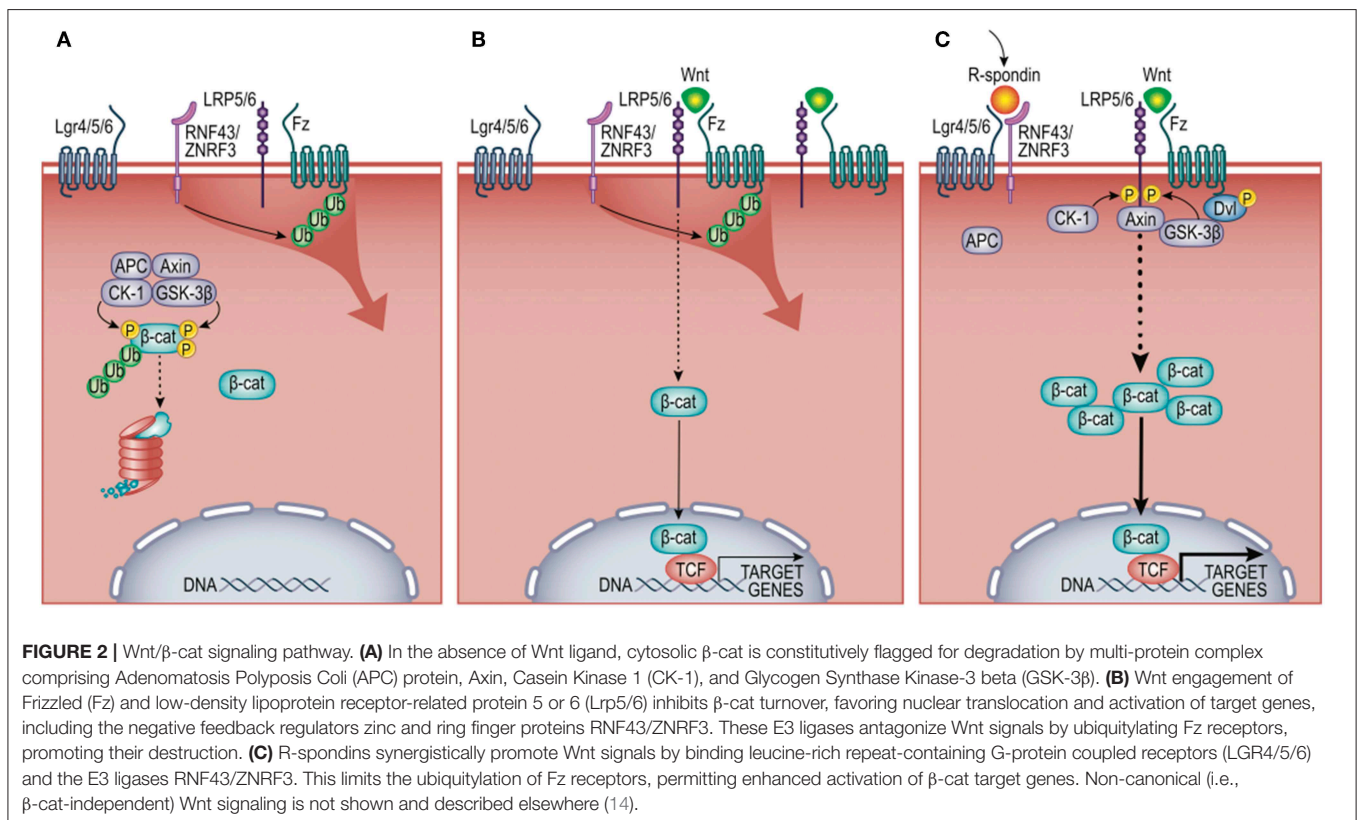 A
Lgr4/5/6
LRP5/6
RNF43/
ZNRF3
Fz
Ub
Ub
Ub
APC
Axin
CK-1
GSK-3β
P
β-cat
P
P
Ub
Ub
Ub
β-cat
DNA
B
Wnt
LRP5/6
Lgr4/5/6
RNF43/
ZNRF3
Fz
Ub
Ub
Ub
β-cat
β-cat
TCF
DNA
TARGET
GENES
C
R-spondin
Wnt
LRP5/6
Lgr4/5/6
RNF43/
ZNRF3
Fz
P
P
P
CK-1
Axin
Dvl
GSK-3β
APC
β-cat
β-cat
β-cat
β-cat
β-cat
β-cat
TCF
DNA
TARGET
GENES
FIGURE 2 | Wnt/β-cat signaling pathway. (A) In the absence of Wnt ligand, cytosolic β-cat is constitutively flagged for degradation by multi-protein complex
comprising Adenomatosis Polyposis Coli (APC) protein, Axin, Casein Kinase 1 (CK-1), and Glycogen Synthase Kinase-3 beta (GSK-3β). (B) Wnt engagement of
Frizzled (Fz) and low-density lipoprotein receptor-related protein 5 or 6 (Lrp5/6) inhibits β-cat turnover, favoring nuclear translocation and activation of target genes,
including the negative feedback regulators zinc and ring finger proteins RNF43/ZNRF3. These E3 ligases antagonize Wnt signals by ubiquitylating Fz receptors,
promoting their destruction. (C) R-spondins synergistically promote Wnt signals by binding leucine-rich repeat-containing G-protein coupled receptors (LGR4/5/6)
and the E3 ligases RNF43/ZNRF3. This limits the ubiquitylation of Fz receptors, permitting enhanced activation of β-cat target genes. Non-canonical (i.e.,
β-cat-independent) Wnt signaling is not shown and described elsewhere (14).